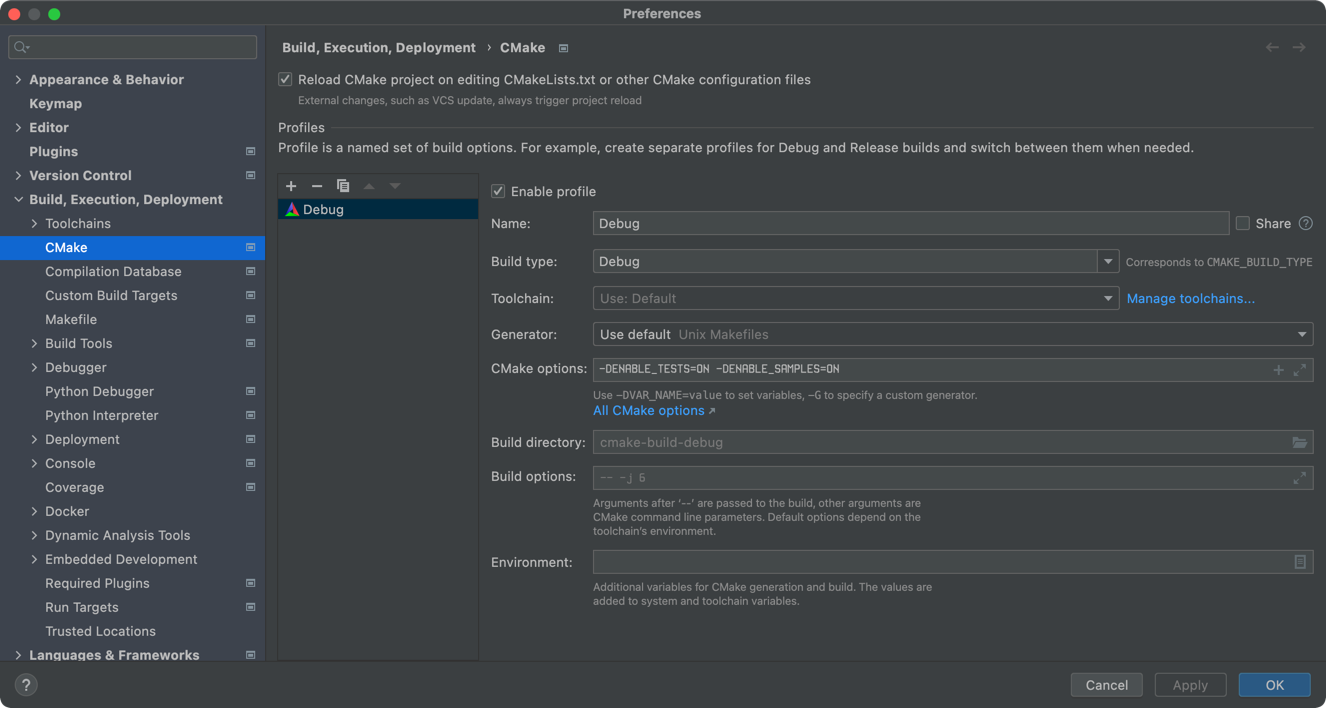 Preferences
Appearance & Behavior
Keymap
Editor
Plugins
Version Control
Build, Execution, Deployment
Toolchains
CMake
Compilation Database
Custom Build Targets
Makefile
Build Tools
Debugger
Python Debugger
Python Interpreter
Deployment
Console
Coverage
Docker
Dynamic Analysis Tools
Embedded Development
Required Plugins
Run Targets
Trusted Locations
Languages & Frameworks
Build, Execution, Deployment › CMake
Reload CMake project on editing CMakeLists.txt or other CMake configuration files
External changes, such as VCS update, always trigger project reload
Profiles
Profile is a named set of build options. For example, create separate profiles for Debug and Release builds and switch between them when needed.
Debug
Enable profile
Name: Debug Share ?
Build type: Debug Corresponds to CMAKE_BUILD_TYPE
Toolchain: Use: Default Manage toolchains...
Generator: Use default Unix Makefiles
CMake options: -DENABLE_TESTS=ON -DENABLE_SAMPLES=ON
Use -DVAR_NAME=value to set variables, -G to specify a custom generator.
All CMake options ↗
Build directory: cmake-build-debug
Build options: -- -j 6
Arguments after ‘--’ are passed to the build, other arguments are
CMake command line parameters. Default options depend on the
toolchain’s environment.
Environment:
Additional variables for CMake generation and build. The values are
added to system and toolchain variables.
? Cancel Apply OK